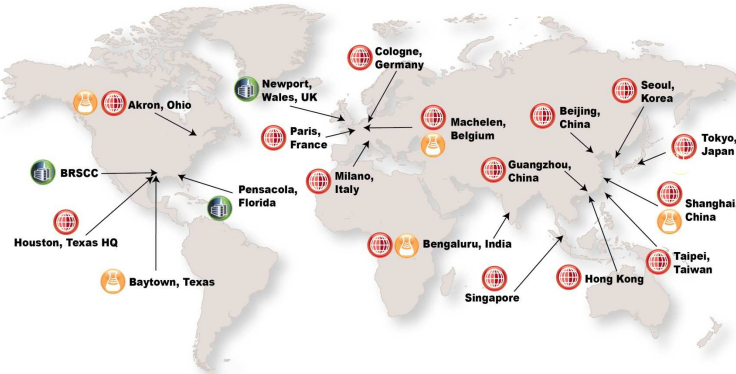 Cologne,
Germany
Newport,
Wales, UK
Seoul,
Korea
Akron, Ohio
Beijing,
China
Machelen,
Belgium
Paris,
France
Tokyo,
Japan
Guangzhou,
China
BRSCC
Milano,
Italy
Pensacola,
Florida
Shanghai
China
Houston, Texas HQ
Bengaluru, India
Taipei,
Taiwan
Baytown, Texas
Hong Kong
Singapore